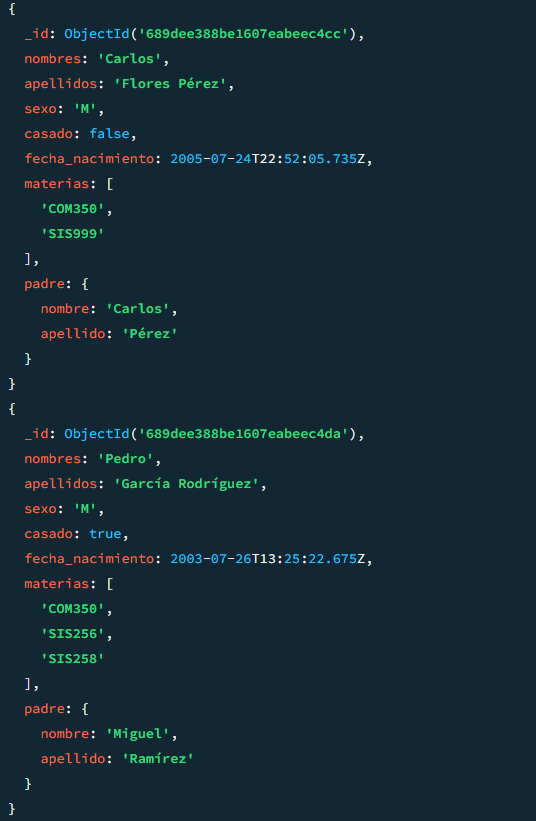 {
  _id: ObjectId('689dee388be1607eabeec4cc'),
  nombres: 'Carlos',
  apellidos: 'Flores Pérez',
  sexo: 'M',
  casado: false,
  fecha_nacimiento: 2005-07-24T22:52:05.735Z,
  materias: [
    'COM350',
    'SIS999'
  ],
  padre: {
    nombre: 'Carlos',
    apellido: 'Pérez'
  }
}
{
  _id: ObjectId('689dee388be1607eabeec4da'),
  nombres: 'Pedro',
  apellidos: 'García Rodríguez',
  sexo: 'M',
  casado: true,
  fecha_nacimiento: 2003-07-26T13:25:22.675Z,
  materias: [
    'COM350',
    'SIS256',
    'SIS258'
  ],
  padre: {
    nombre: 'Miguel',
    apellido: 'Ramírez'
  }
}